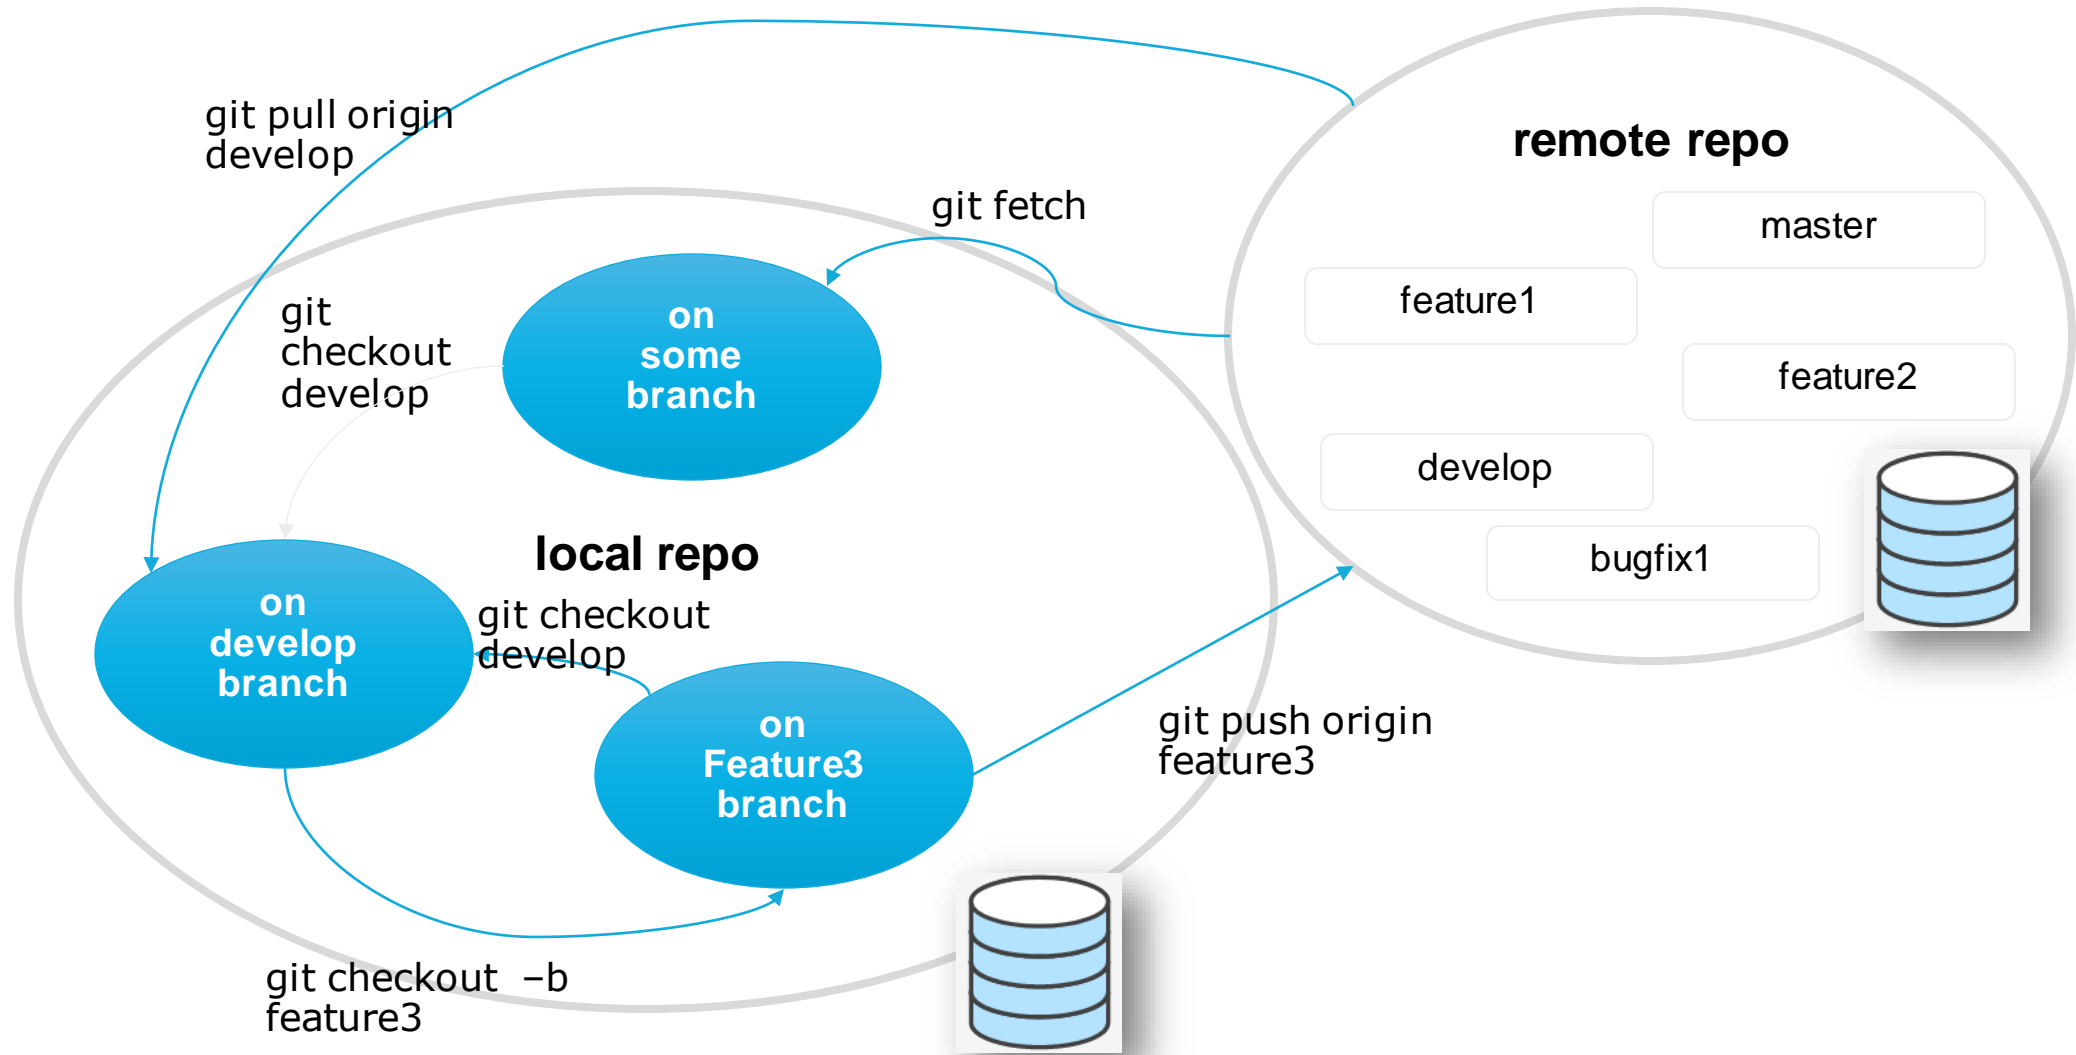 git pull origin
develop
remote repo
git fetch
master
feature1
feature2
develop
bugfix1
git
checkout
develop
on
some
branch
local repo
on
develop
branch
git checkout
develop
on
Feature3
branch
git push origin
feature3
git checkout –b
feature3